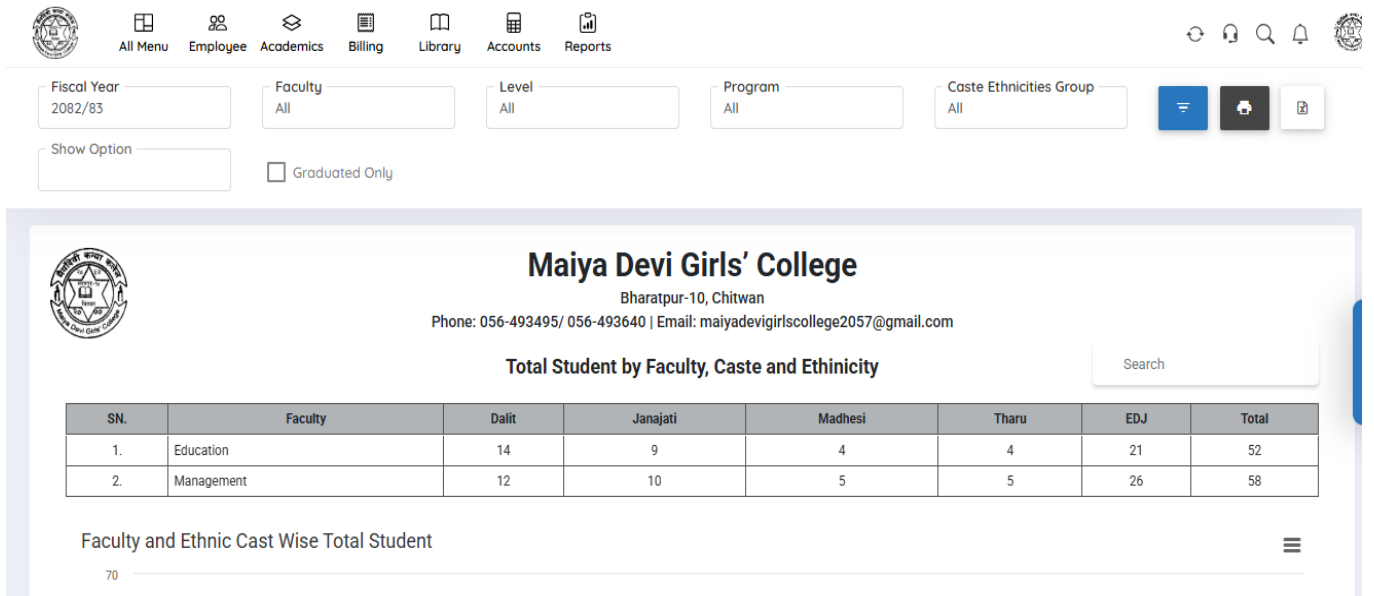 All Menu Employee Academics Billing Library Accounts Reports
Fiscal Year Faculty Level Program Caste Ethnicities Group
2082/83 All All All All
Show Option
Graduated Only
Maiya Devi Girls' College
Bharatpur-10, Chitwan
Phone: 056-493495/ 056-493640 | Email: maiyadevigirlscollege2057@gmail.com
Total Student by Faculty, Caste and Ethinicity
Search
SN. Faculty Dalit Janajati Madhesi Tharu EDJ Total
1. Education 14 9 4 4 21 52
2. Management 12 10 5 5 26 58
Faculty and Ethnic Cast Wise Total Student
70